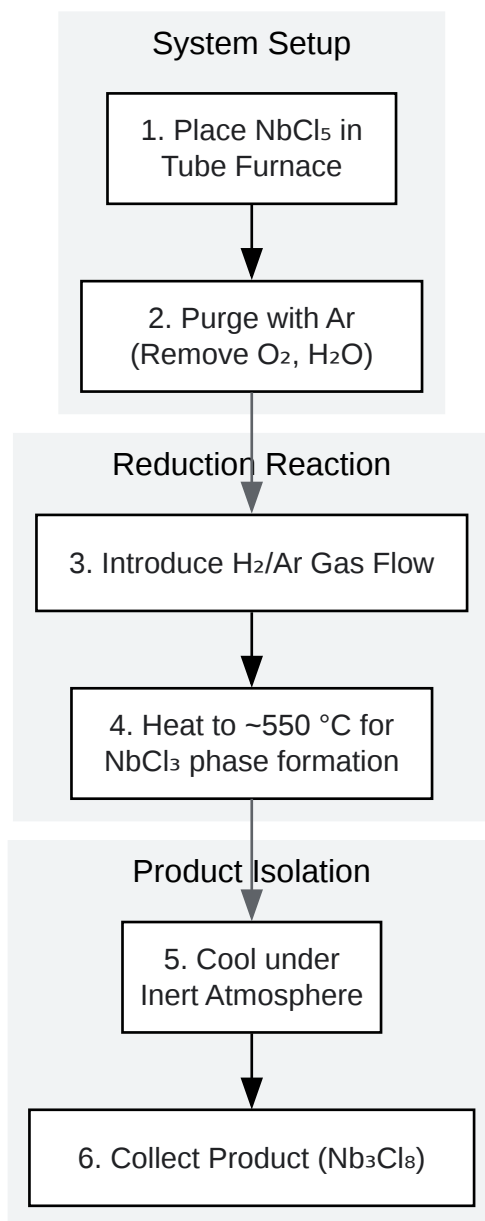 System Setup
1. Place NbCl₅ in
Tube Furnace
2. Purge with Ar
(Remove O₂, H₂O)
Reduction Reaction
3. Introduce H₂/Ar Gas Flow
4. Heat to ~550 °C for
NbCl₃ phase formation
Product Isolation
5. Cool under
Inert Atmosphere
6. Collect Product (Nb₃Cl₈)